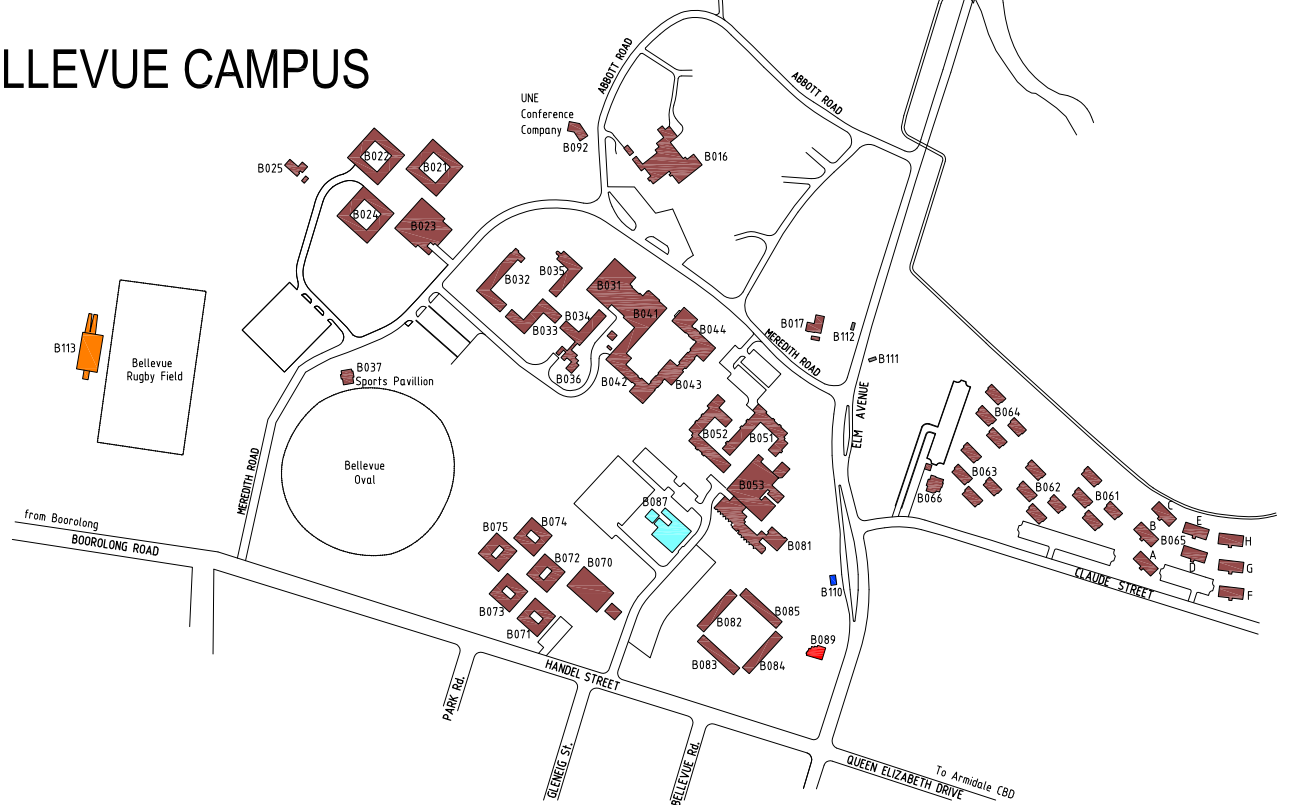 LLEVUE CAMPUS
ABBOTT ROAD
ABBOTT ROAD
UNE
Conference
Company
B092
B016
B022
B021
B025
B024
B023
B032
B035
B031
B033
B034
B041
B044
B036
B042
B043
B017
B112
MEREDITH ROAD
B111
ELM AVENUE
B113
Bellevue
Rugby Field
B037
Sports Pavillion
Bellevue
Oval
MEREDITH ROAD
B052
B051
B053
B064
B063
B066
B062
B061
B087
B081
C
B
E
B065
H
A
D
G
F
CLAUDE STREET
from Boorolong
BOOROLONG ROAD
B075
B074
B072
B070
B073
B071
B110
B082
B085
B083
B084
B089
HANDEL STREET
PARK Rd.
GLENEIG St.
BELLEVUE Rd.
QUEEN ELIZABETH DRIVE
To Armidale CBD